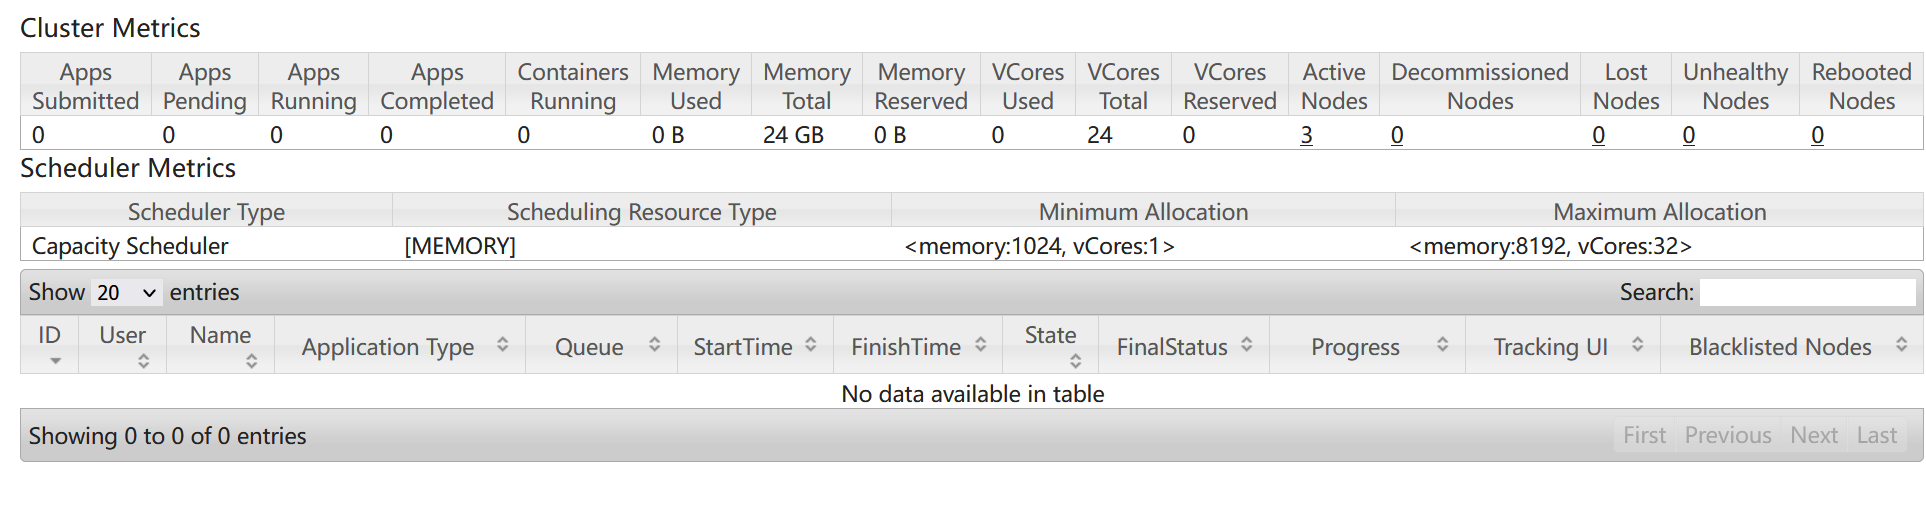 Cluster Metrics
Apps Submitted Apps Pending Apps Running Apps Completed Containers Running Memory Used Memory Total Memory Reserved VCores Used VCores Total VCores Reserved Active Nodes Decommissioned Nodes Lost Nodes Unhealthy Nodes Rebooted Nodes
0 0 0 0 0 0 B 24 GB 0 B 0 24 0 3 0 0 0 0
Scheduler Metrics
Scheduler Type Scheduling Resource Type Minimum Allocation Maximum Allocation
Capacity Scheduler [MEMORY] <memory:1024, vCores:1> <memory:8192, vCores:32>
Show 20 entries Search:
ID User Name Application Type Queue StartTime FinishTime State FinalStatus Progress Tracking UI Blacklisted Nodes
No data available in table
Showing 0 to 0 of 0 entries First Previous Next Last